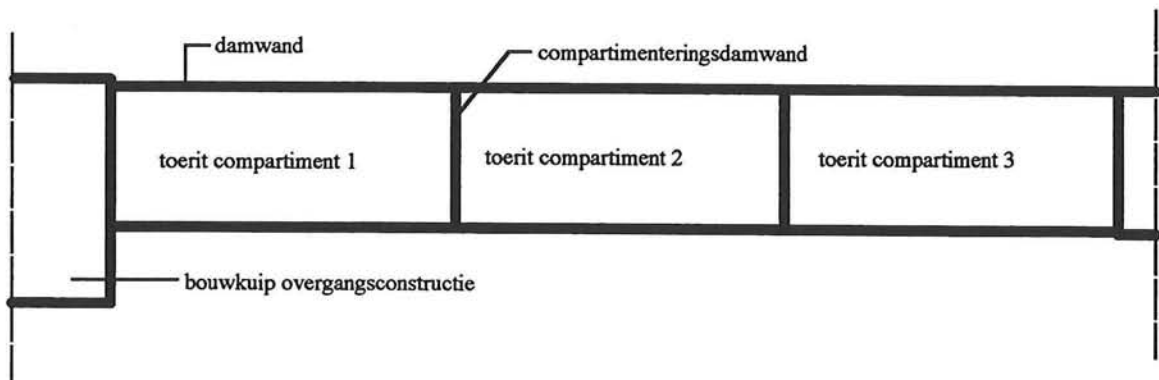 damwand
compartimenteringsdamwand
toerit compartiment 1
toerit compartiment 2
toerit compartiment 3
bouwkuip overgangsconstructie